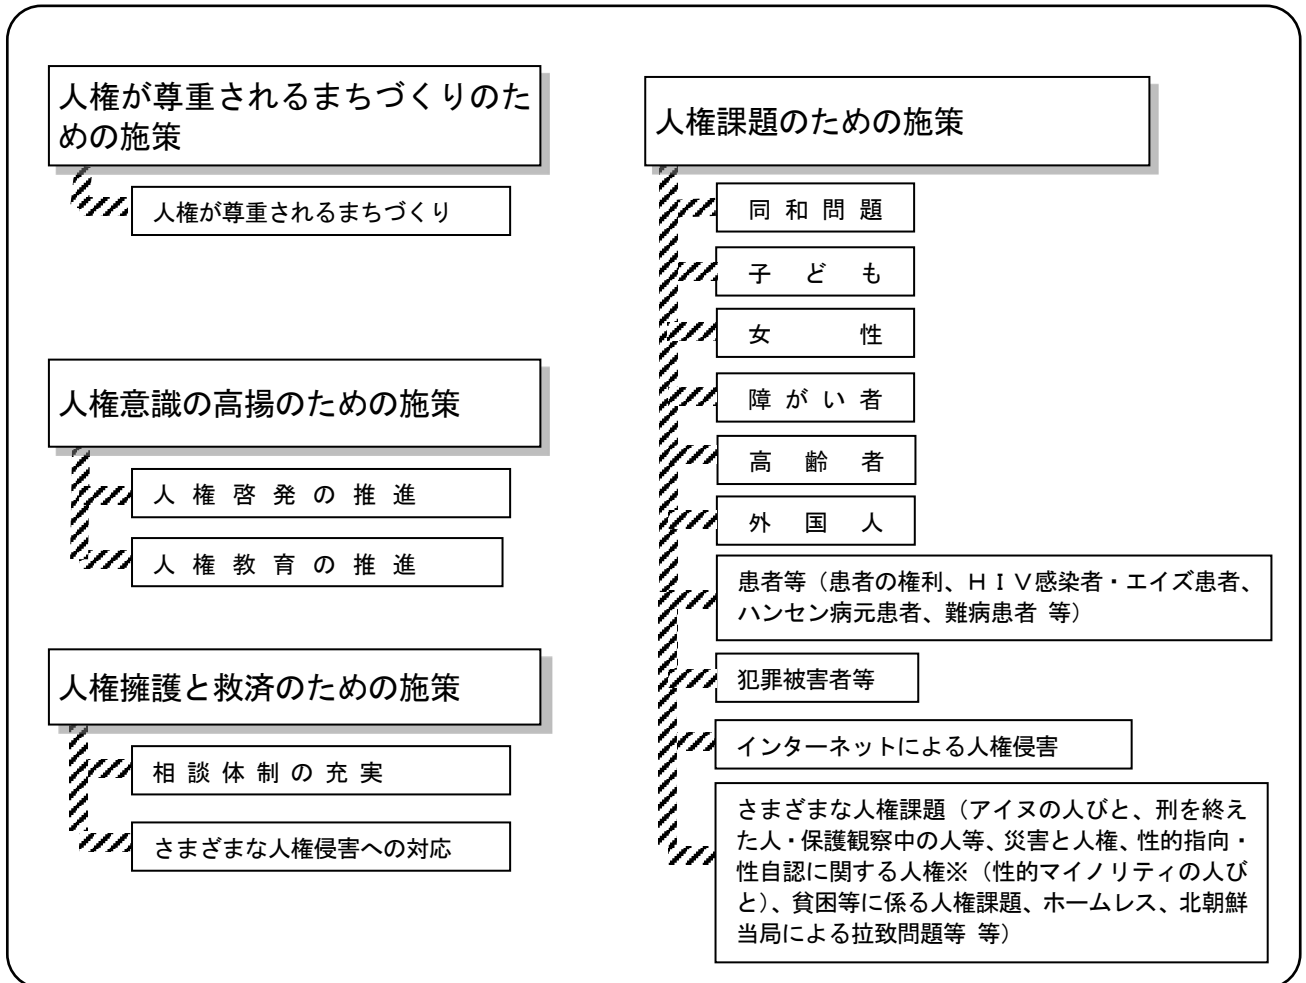 人権が尊重されるまちづくりのた
めの施策
人権が尊重されるまちづくり
人権意識の高揚のための施策
人権啓発の推進
人権教育の推進
人権擁護と救済のための施策
相談体制の充実
さまざまな人権侵害への対応
人権課題のための施策
同和問題
子ども
女性
障がい者
高齢者
外国人
患者等（患者の権利、ＨＩＶ感染者・エイズ患者、
ハンセン病元患者、難病患者 等）
犯罪被害者等
インターネットによる人権侵害
さまざまな人権課題（アイヌの人びと、刑を終え
た人・保護観察中の人等、災害と人権、性的指向・
性自認に関する人権※（性的マイノリティの人び
と）、貧困等に係る人権課題、ホームレス、北朝鮮
当局による拉致問題等 等）